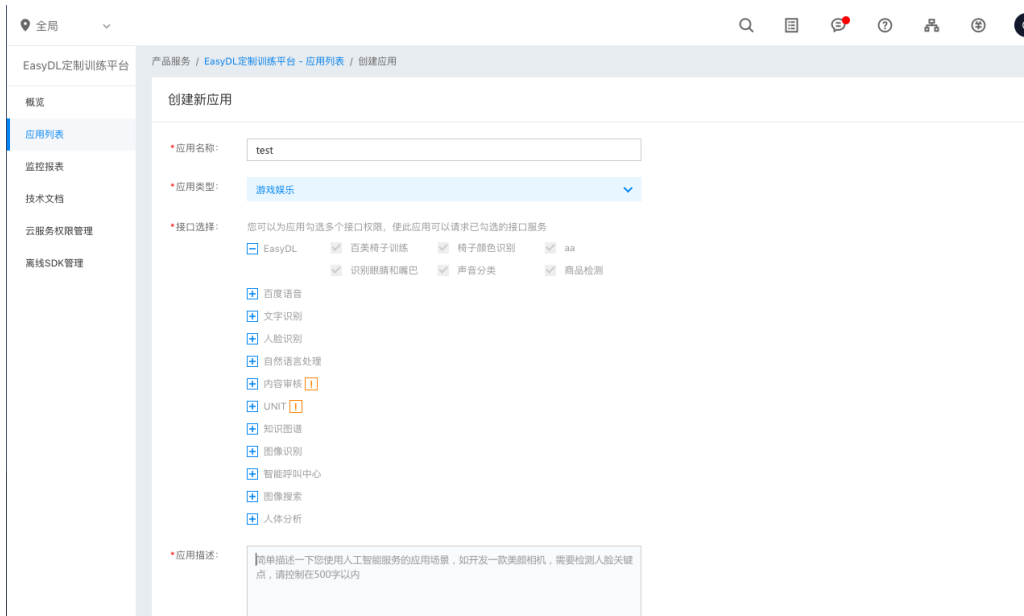 全局
EasyDL定制训练平台
概览
应用列表
监控报表
技术文档
云服务权限管理
离线SDK管理
产品服务 / EasyDL定制训练平台 - 应用列表 / 创建应用
创建新应用
*应用名称: test
*应用类型: 游戏娱乐
*接口选择: 您可以为应用勾选多个接口权限，使此应用可以请求已勾选的接口服务
EasyDL 百美椅子训练 椅子颜色识别 aa
识别眼睛和嘴巴 声音分类 商品检测
百度语音
文字识别
人脸识别
自然语言处理
内容审核 !
UNIT !
知识图谱
图像识别
智能呼叫中心
图像搜索
人体分析
*应用描述: 简单描述一下您使用人工智能服务的应用场景，如开发一款美颜相机，需要检测人脸关键
点，请控制在500字以内